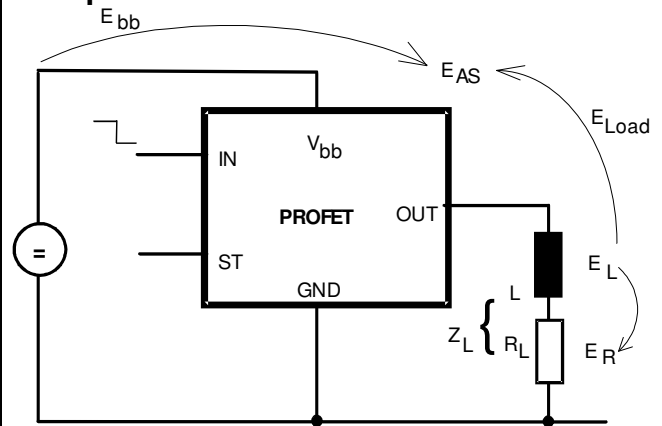 E bb
E AS
E Load
V bb
IN
PROFET
OUT
=
ST
GND
L
E L
Z L { R L
E R